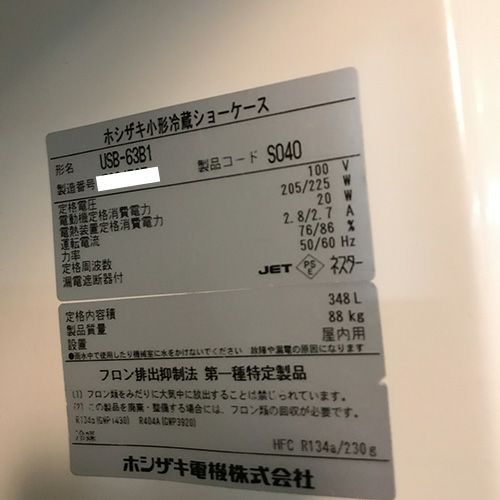 ホシザキ小形冷蔵ショーケース
形名 USB-63B1 製品コード S040
製造番号
定格電圧 100 V
電動機定格消費電力 205/225 W
電熱装置定格消費電力 20 W
運転電流 2.8/2.7 A
力率 76/86 %
定格周波数 50/60 Hz
漏電遮断器付 JET PSE ネスター
定格内容積 348 L
製品質量 88 kg
設置 屋内用
●雨水中で使用したり機械室に水をかけないでください 故障や漏電の原因になります
フロン排出抑制法 第一種特定製品
(1) フロン類をみだりに大気中に放出することは禁じられています。
(2) この製品を廃棄・整備する場合には、フロン類の回収が必要です。
R134a(GWP1430) R404A(GWP3920)
冷媒 HFC R134a/230g
ホシザキ電機株式会社